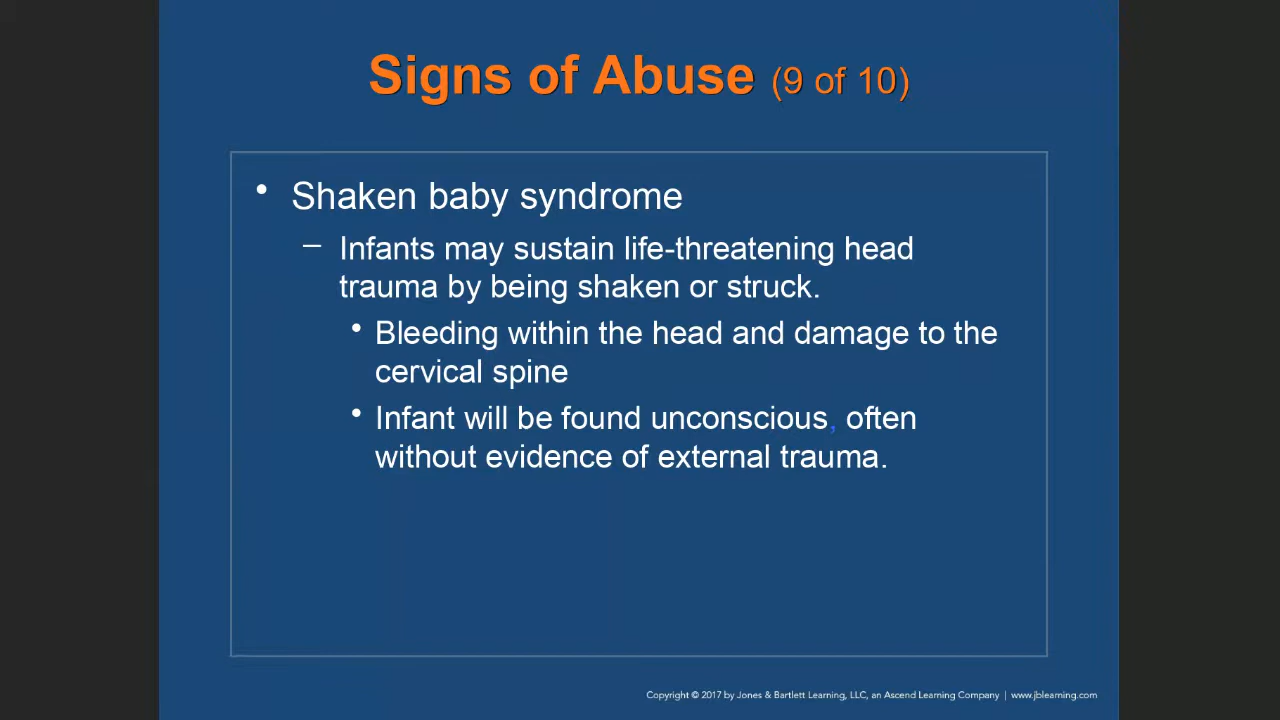 Signs of Abuse (9 of 10)
• Shaken baby syndrome
– Infants may sustain life-threatening head
trauma by being shaken or struck.
• Bleeding within the head and damage to the
cervical spine
• Infant will be found unconscious, often
without evidence of external trauma.
Copyright © 2017 by Jones & Bartlett Learning, LLC, an Ascend Learning Company | www.jblearning.com